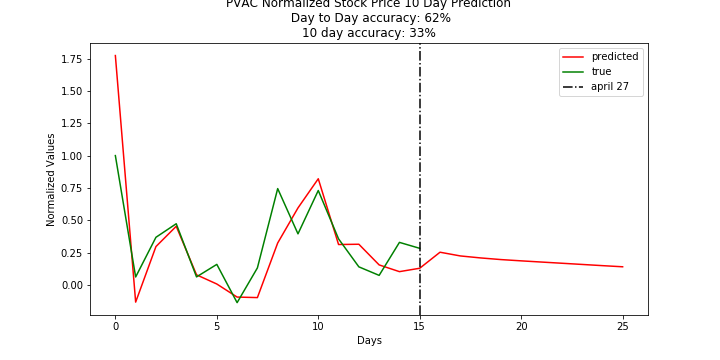 PVAC Normalized Stock Price 10 Day Prediction
Day to Day accuracy: 62%
10 day accuracy: 33%
predicted
true
april 27
Normalized Values
1.75
1.50
1.25
1.00
0.75
0.50
0.25
0.00
0 5 10 15 20 25
Days